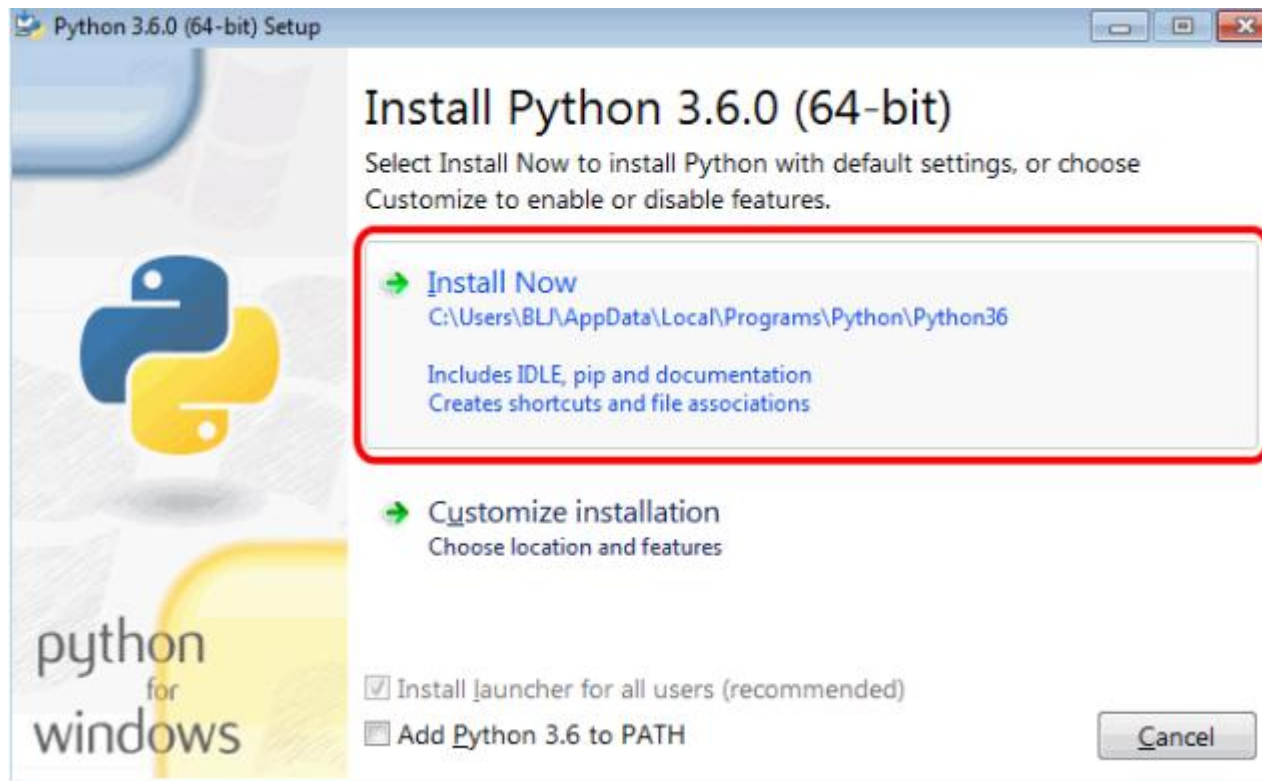 Python 3.6.0 (64-bit) Setup
Install Python 3.6.0 (64-bit)
Select Install Now to install Python with default settings, or choose
Customize to enable or disable features.
Install Now
C:\Users\BLJ\AppData\Local\Programs\Python\Python36
Includes IDLE, pip and documentation
Creates shortcuts and file associations
Customize installation
Choose location and features
python
for
windows
Install launcher for all users (recommended)
Add Python 3.6 to PATH
Cancel